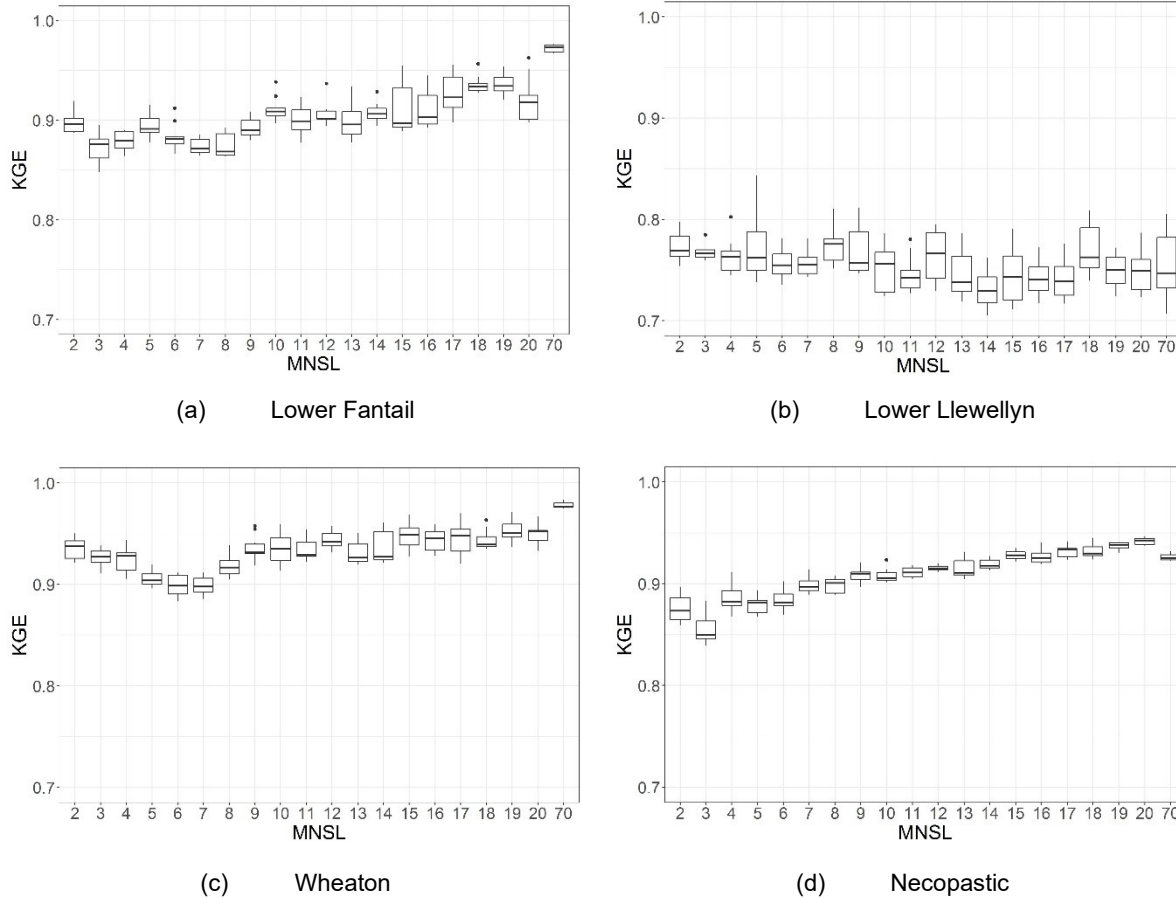 1.0
0.9
KGE
0.8
0.7
2 3 4 5 6 7 8 9 10 11 12 13 14 15 16 17 18 19 20 70
MNSL
(a) Lower Fantail
1.0
0.9
KGE
0.8
0.7
2 3 4 5 6 7 8 9 10 11 12 13 14 15 16 17 18 19 20 70
MNSL
(b) Lower Llewellyn
1.0
0.9
KGE
0.8
0.7
2 3 4 5 6 7 8 9 10 11 12 13 14 15 16 17 18 19 20 70
MNSL
(c) Wheaton
1.0
0.9
KGE
0.8
0.7
2 3 4 5 6 7 8 9 10 11 12 13 14 15 16 17 18 19 20 70
MNSL
(d) Necopastic